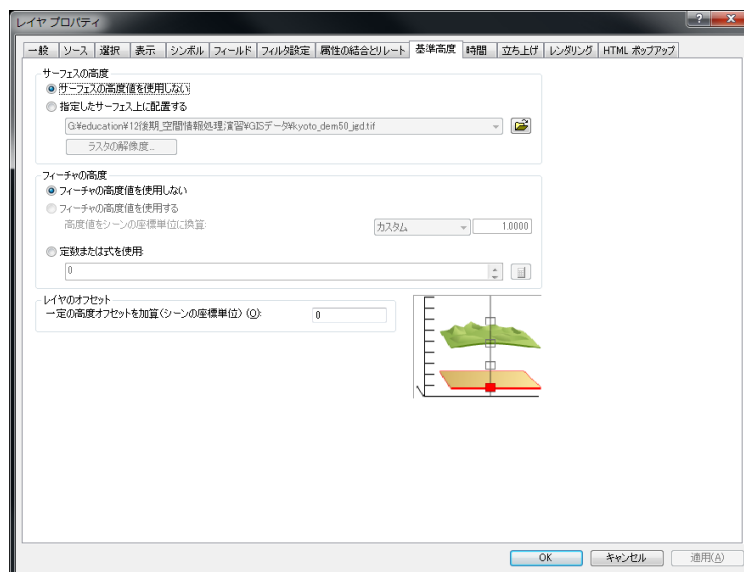 レイヤ プロパティ
一般 ソース 選択 表示 シンボル フィールド フィルタ設定 属性の結合とリレート 基準高度 時間 立ち上げ レンダリング HTML ポップアップ
サーフェスの高度
サーフェスの高度値を使用しない
指定したサーフェス上に配置する
G:¥education¥12後期_空間情報処理演習¥GISデータ¥kyoto_dem50_jgd.tif
ラスタの解像度...
フィーチャの高度
フィーチャの高度値を使用しない
フィーチャの高度値を使用する
高度値をシーンの座標単位に換算: カスタム 1.0000
定数または式を使用:
0
レイヤのオフセット
一定の高度オフセットを加算(シーンの座標単位) (O): 0
OK キャンセル 適用(A)